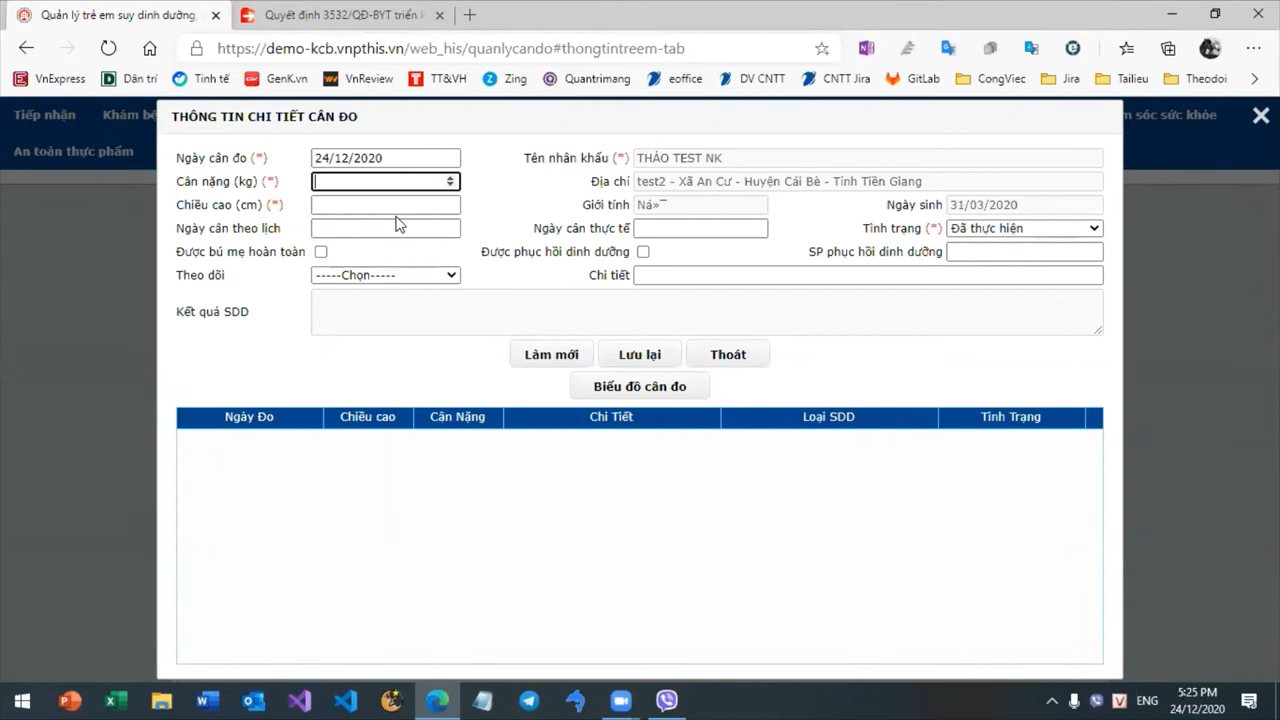 Quản lý trẻ em suy dinh dưỡng,
Quyết định 3532/QĐ-BYT triển k
https://demo-kcb.vnpthis.vn/web_his/quanlycando#thongtintreem-tab
VnExpress Dân trí Tinh tế GenK.vn VnReview TT&VH Zing Quantrimang eoffice DV CNTT CNTT Jira GitLab CongViec Jira Tailieu Theodoi
Tiếp nhận Khám bệ m sóc sức khỏe
An toàn thực phẩm
THÔNG TIN CHI TIẾT CÂN ĐO
Ngày cân đo (*) 24/12/2020 Tên nhân khẩu (*) THẢO TEST NK
Cân nặng (kg) (*) Địa chỉ test2 - Xã An Cư - Huyện Cái Bè - Tỉnh Tiền Giang
Chiều cao (cm) (*) Giới tính Ná»¯ Ngày sinh 31/03/2020
Ngày cân theo lịch Ngày cân thực tế Tình trạng (*) Đã thực hiện
Được bú mẹ hoàn toàn Được phục hồi dinh dưỡng SP phục hồi dinh dưỡng
Theo dõi -----Chọn----- Chi tiết
Kết quả SDD
Làm mới Lưu lại Thoát
Biểu đồ cân đo
Ngày Đo Chiều cao Cân Nặng Chi Tiết Loại SDD Tình Trạng
ENG 5:25 PM
24/12/2020